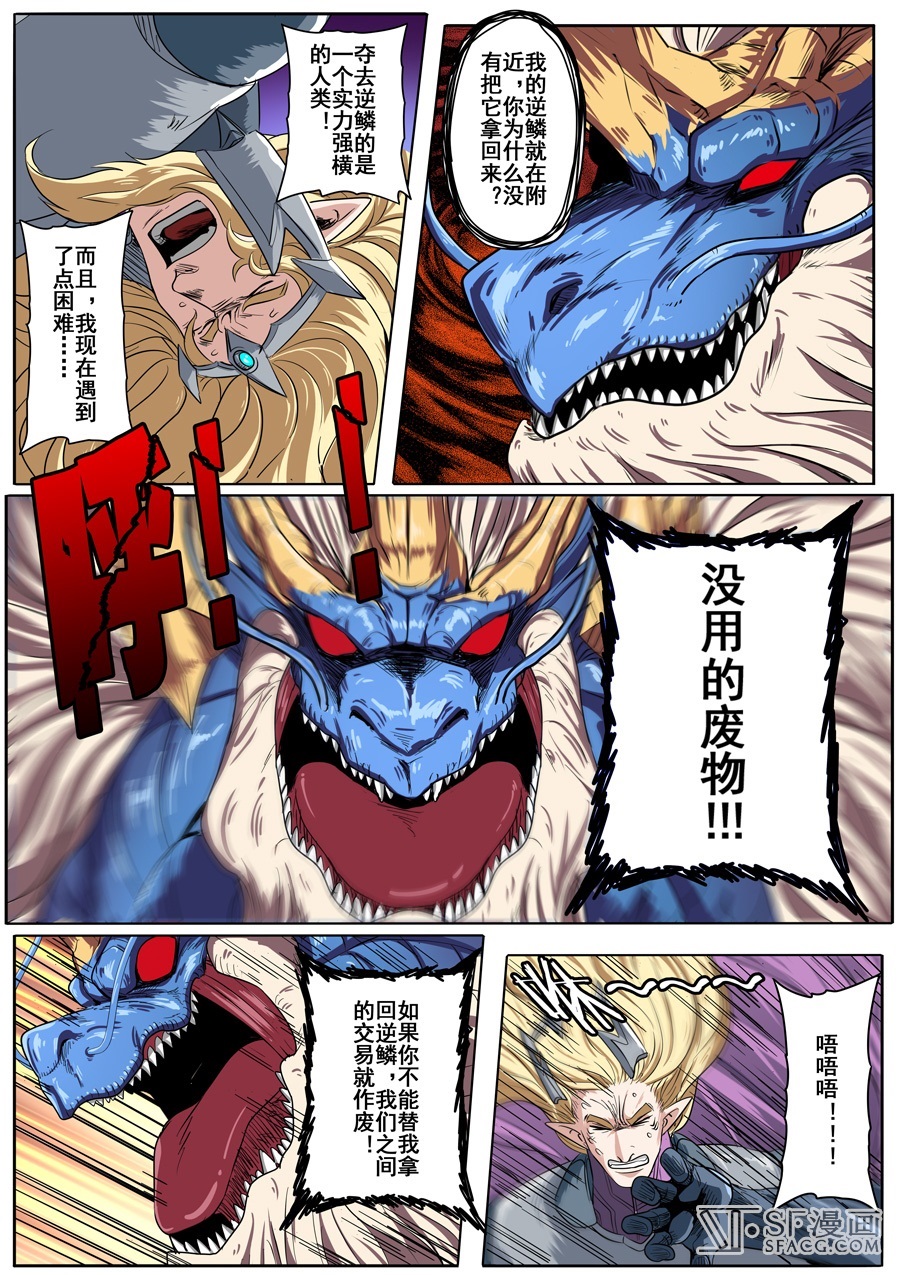 我的逆鳞就在附
近，你为什么没
有把它拿回来？
夺去逆鳞的是
一个实力强横
的人类！
而且，我现在遇到
了点困难……
呼！！
没用的废物!!!
如果你不能替我拿
回逆鳞，我们之间
的交易就作废！
咻～～～
唔唔唔！！！
SF漫画
SFACG.COM